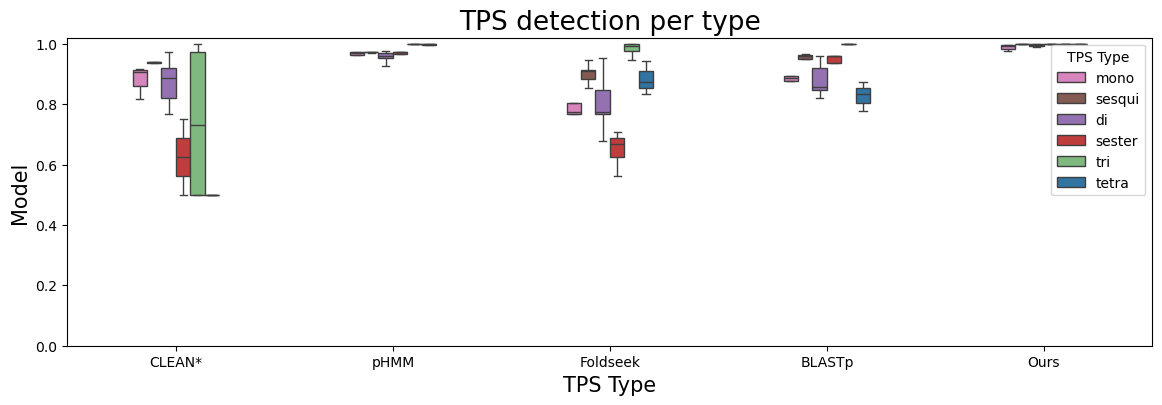 TPS detection per type
1.0
0.8
0.6
0.4
0.2
0.0
Model
TPS Type
mono
sesqui
di
sester
tri
tetra
CLEAN*
pHMM
Foldseek
BLASTp
Ours
TPS Type